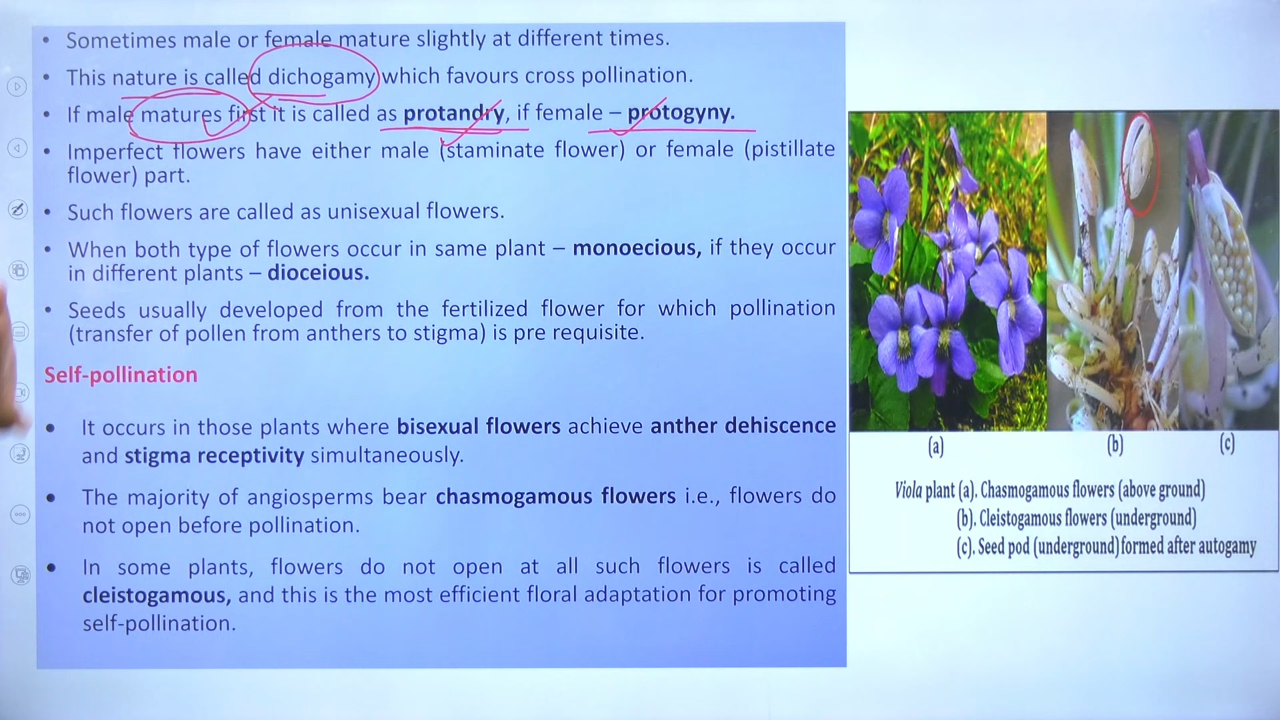 • Sometimes male or female mature slightly at different times.
• This nature is called dichogamy which favours cross pollination.
• If male matures first it is called as protandry, if female – protogyny.
• Imperfect flowers have either male (staminate flower) or female (pistillate
flower) part.
• Such flowers are called as unisexual flowers.
• When both type of flowers occur in same plant – monoecious, if they occur
in different plants – dioceious.
• Seeds usually developed from the fertilized flower for which pollination
(transfer of pollen from anthers to stigma) is pre requisite.
Self-pollination
• It occurs in those plants where bisexual flowers achieve anther dehiscence
and stigma receptivity simultaneously.
• The majority of angiosperms bear chasmogamous flowers i.e., flowers do
not open before pollination.
• In some plants, flowers do not open at all such flowers is called
cleistogamous, and this is the most efficient floral adaptation for promoting
self-pollination.
(a) (b) (c)
Viola plant (a). Chasmogamous flowers (above ground)
(b). Cleistogamous flowers (underground)
(c). Seed pod (underground)formed after autogamy